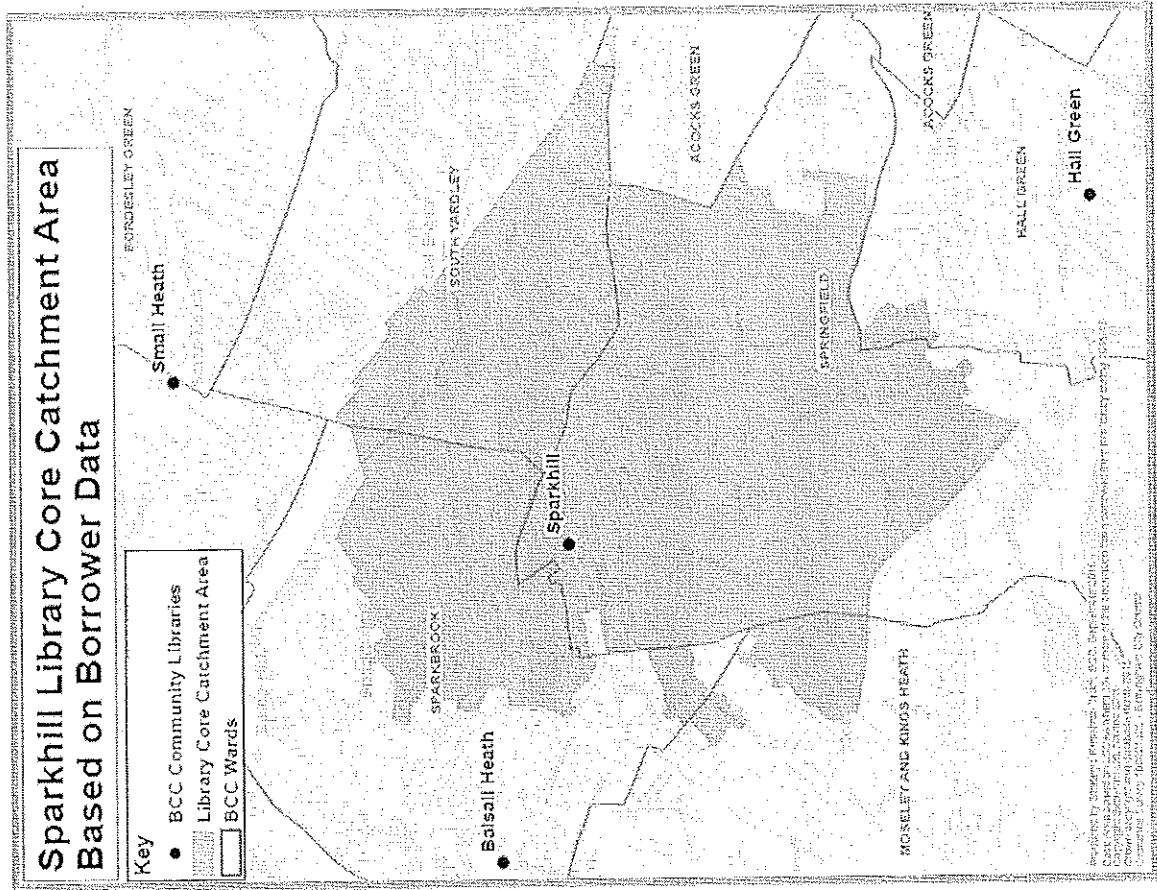 Sparkhill Library Core Catchment Area
Based on Borrower Data
Key
BCC Community Libraries
Library Core Catchment Area
BCC Wards
BORDESLEY GREEN
Small Heath
SOUTH YARDLEY
ACOCKS GREEN
SPARKBROOK
Sparkhill
Balsall Heath
SPRINGFIELD
ACOCKS GREEN
HALL GREEN
Hall Green
MOSELEY AND KINGS HEATH